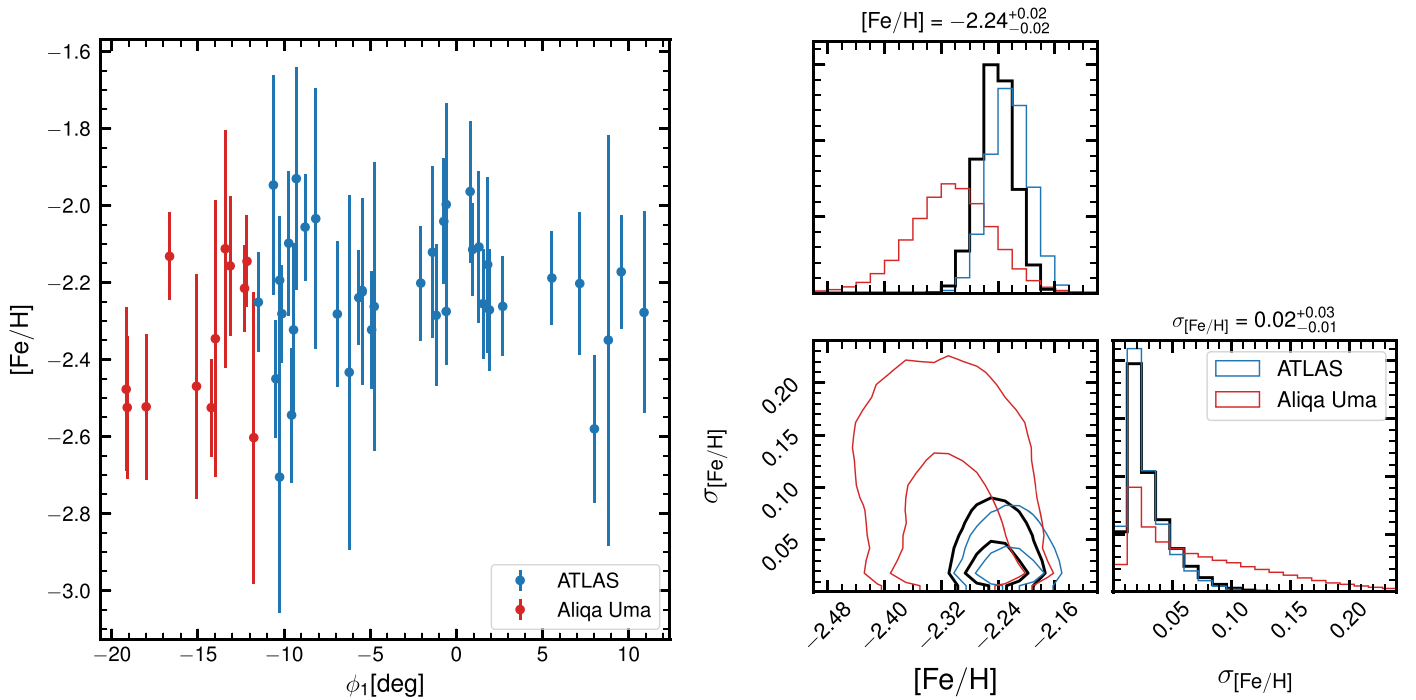 −1.6
−1.8
−2.0
−2.2
−2.4
−2.6
−2.8
−3.0
[Fe/H]
−20 −15 −10 −5 0 5 10
ϕ₁[deg]
ATLAS
Aliqa Uma
[Fe/H] = −2.24 +0.02 −0.02
σ[Fe/H] = 0.02 +0.03 −0.01
ATLAS
Aliqa Uma
0.20
0.15
0.10
0.05
σ[Fe/H]
−2.48 −2.40 −2.32 −2.24 −2.16
[Fe/H]
0.05 0.10 0.15 0.20
σ[Fe/H]